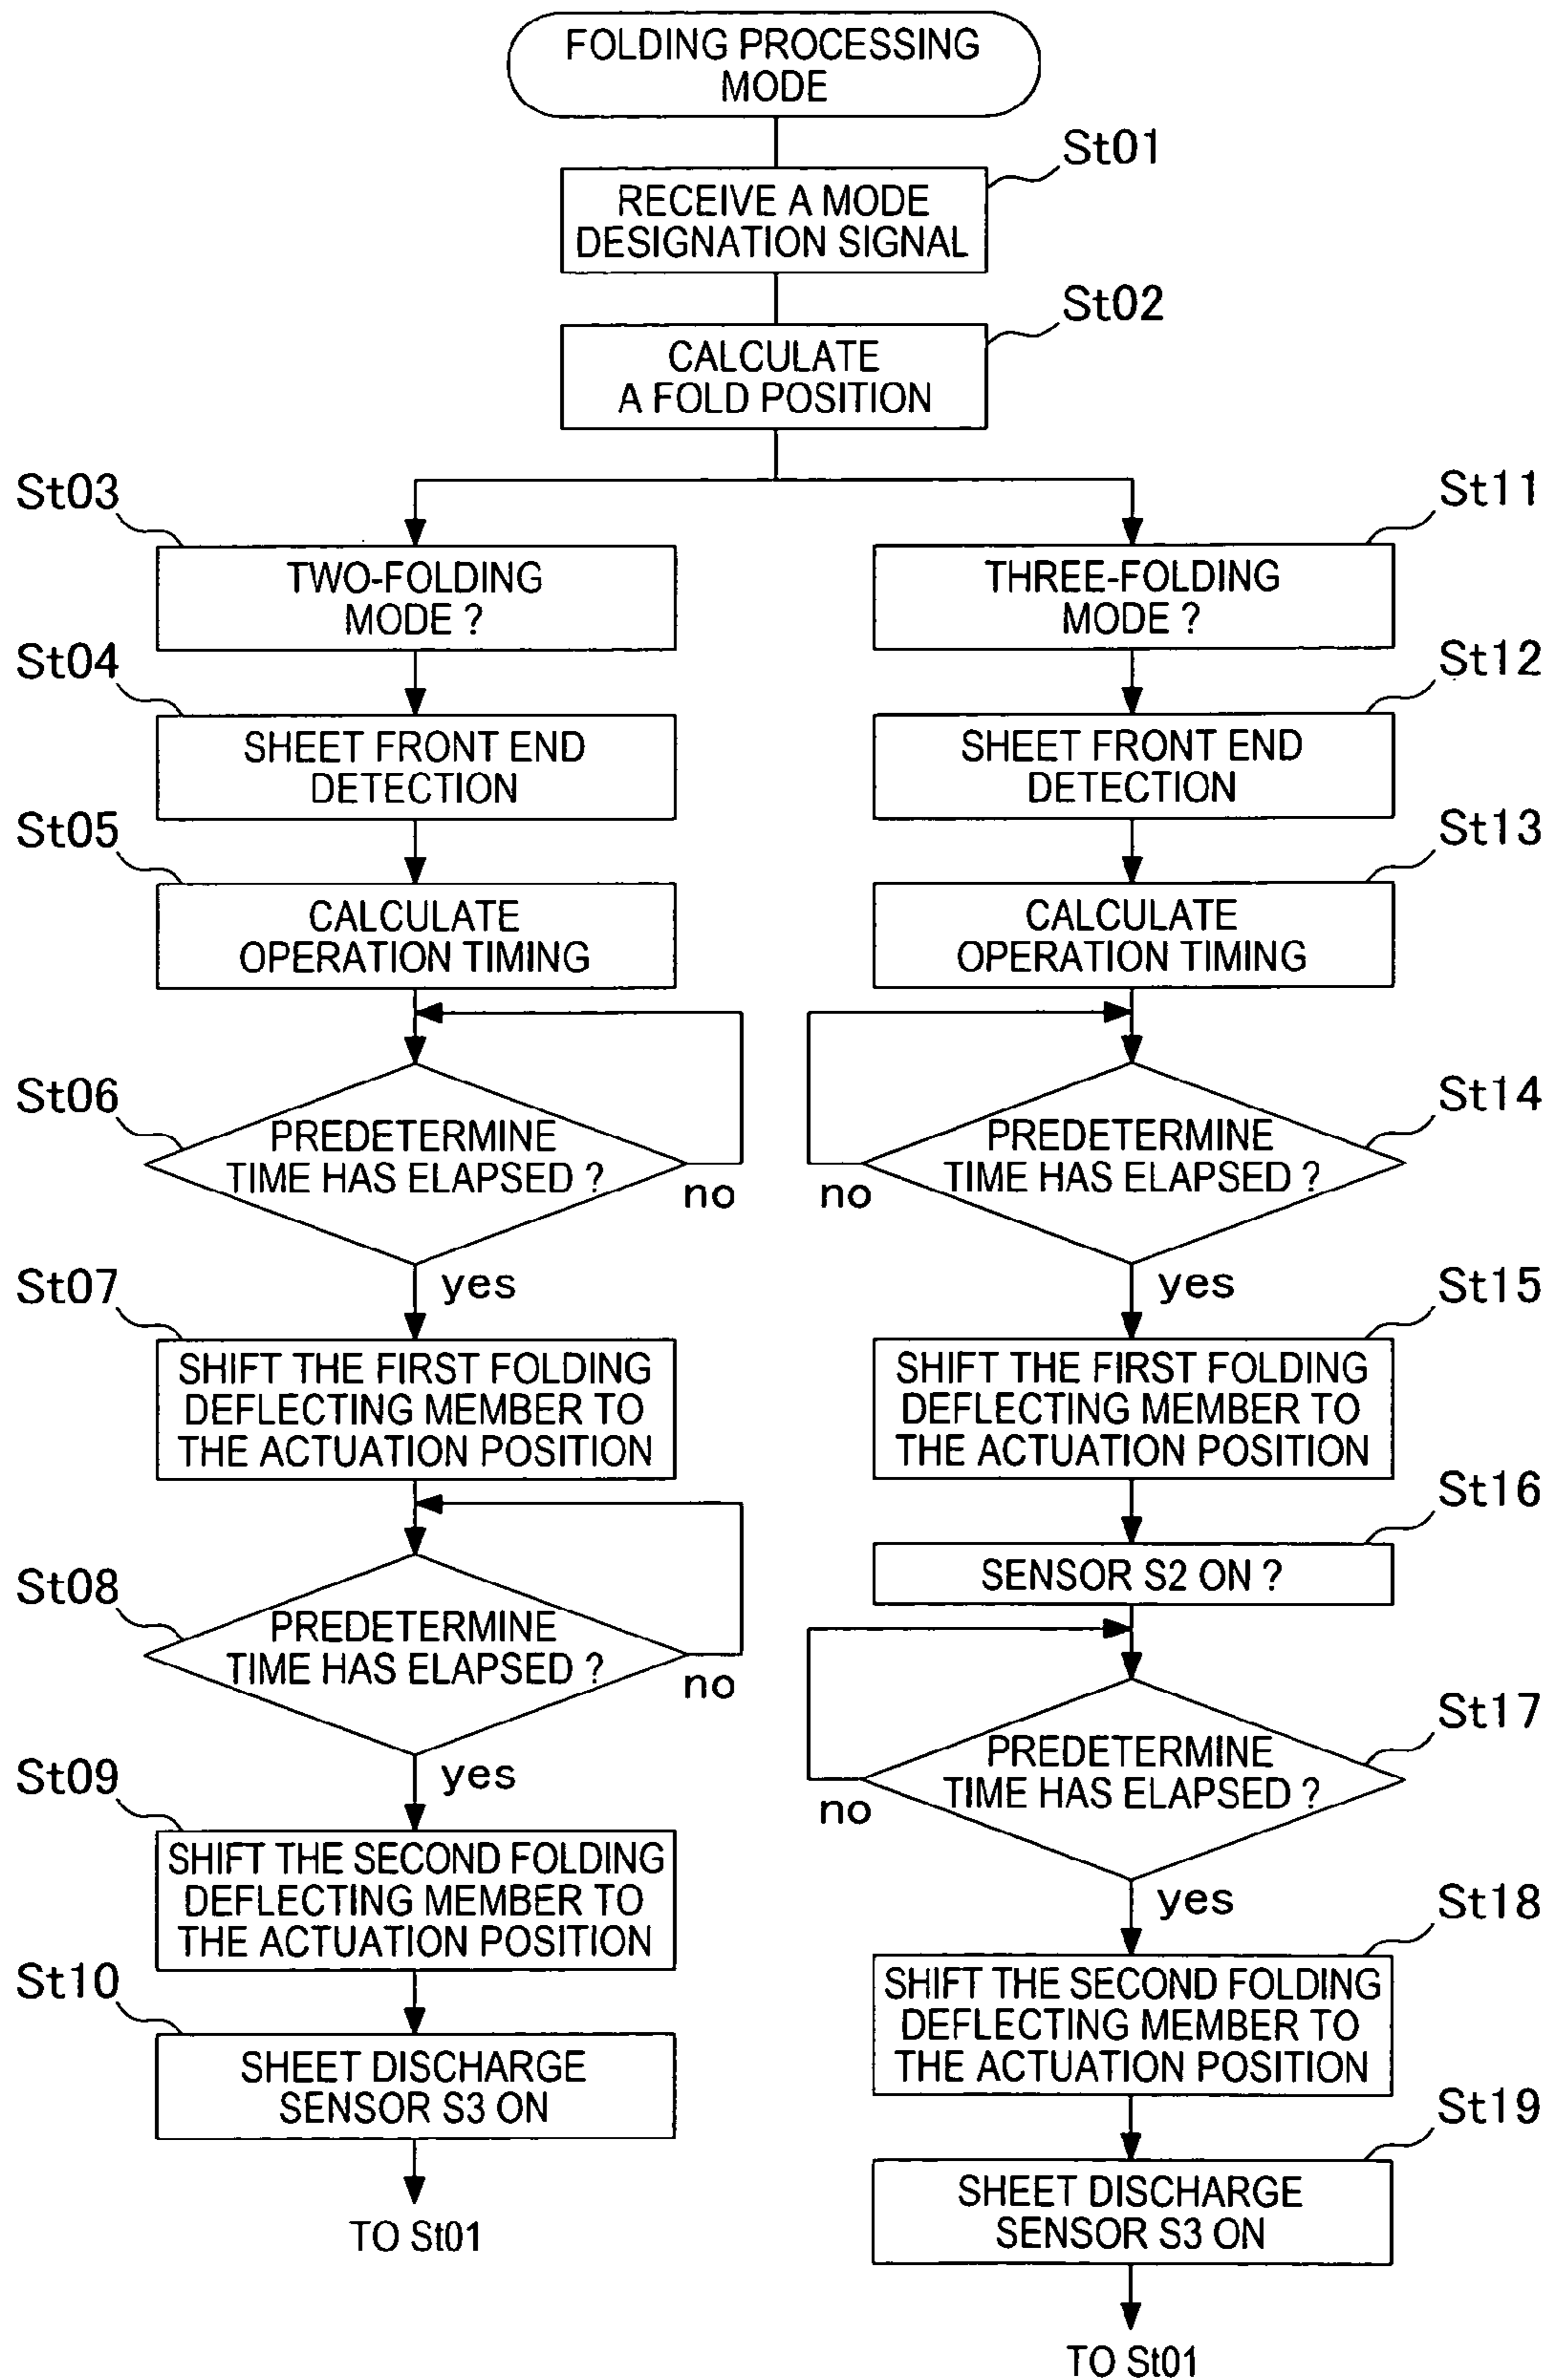 FOLDING PROCESSING
MODE
St01
RECEIVE A MODE
DESIGNATION SIGNAL
St02
CALCULATE
A FOLD POSITION
St03
TWO-FOLDING
MODE ?
St04
SHEET FRONT END
DETECTION
St05
CALCULATE
OPERATION TIMING
St06
PREDETERMINE
TIME HAS ELAPSED ?
no
yes
St07
SHIFT THE FIRST FOLDING
DEFLECTING MEMBER TO
THE ACTUATION POSITION
St08
PREDETERMINE
TIME HAS ELAPSED ?
no
yes
St09
SHIFT THE SECOND FOLDING
DEFLECTING MEMBER TO
THE ACTUATION POSITION
St10
SHEET DISCHARGE
SENSOR S3 ON
TO St01
St11
THREE-FOLDING
MODE ?
St12
SHEET FRONT END
DETECTION
St13
CALCULATE
OPERATION TIMING
St14
PREDETERMINE
TIME HAS ELAPSED ?
no
yes
St15
SHIFT THE FIRST FOLDING
DEFLECTING MEMBER TO
THE ACTUATION POSITION
St16
SENSOR S2 ON ?
St17
PREDETERMINE
TIME HAS ELAPSED ?
no
yes
St18
SHIFT THE SECOND FOLDING
DEFLECTING MEMBER TO
THE ACTUATION POSITION
St19
SHEET DISCHARGE
SENSOR S3 ON
TO St01